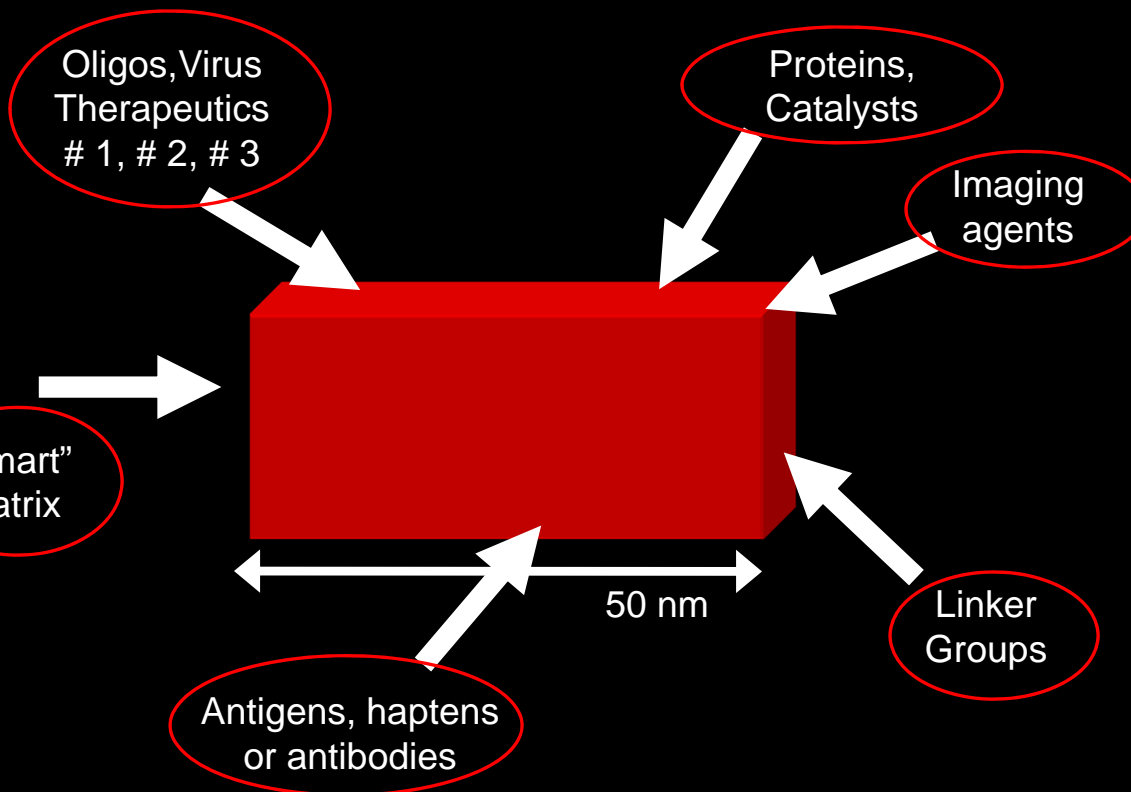 Oligos,Virus
Therapeutics
# 1, # 2, # 3
Proteins,
Catalysts
Imaging
agents
mart”
atrix
50 nm
Linker
Groups
Antigens, haptens
or antibodies